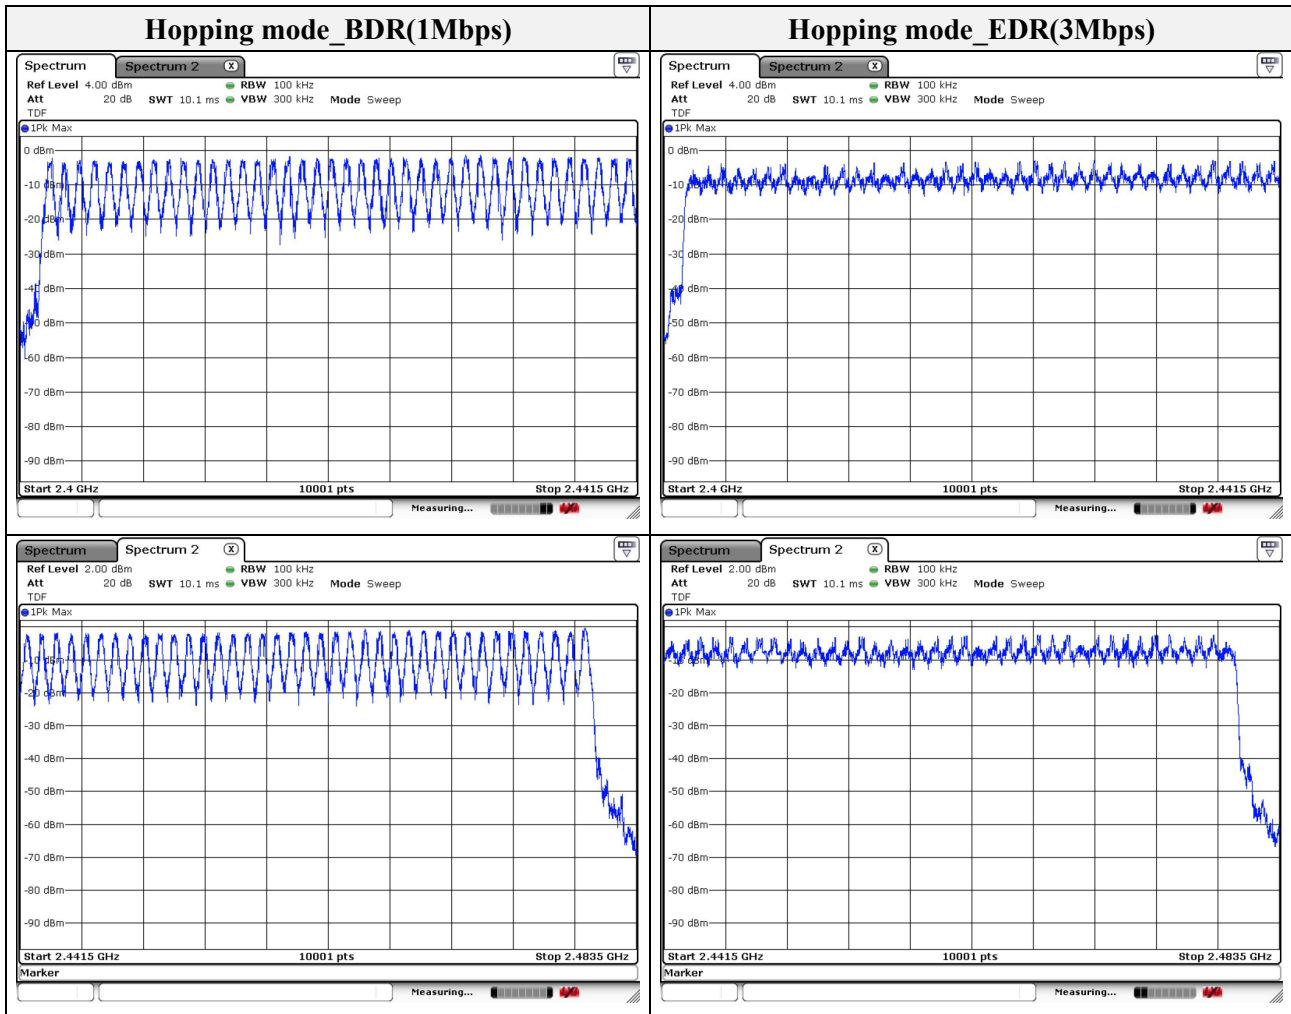 Hopping mode_BDR(1Mbps)
Hopping mode_EDR(3Mbps)
Spectrum
Spectrum 2 X
Ref Level 4.00 dBm RBW 100 kHz
Att 20 dB SWT 10.1 ms VBW 300 kHz Mode Sweep
TDF
1Pk Max
0 dBm
-10 dBm
-20 dBm
-30 dBm
-40 dBm
-50 dBm
-60 dBm
-70 dBm
-80 dBm
-90 dBm
Start 2.4 GHz 10001 pts Stop 2.4415 GHz
Measuring...
Spectrum
Spectrum 2 X
Ref Level 4.00 dBm RBW 100 kHz
Att 20 dB SWT 10.1 ms VBW 300 kHz Mode Sweep
TDF
1Pk Max
0 dBm
-10 dBm
-20 dBm
-30 dBm
-40 dBm
-50 dBm
-60 dBm
-70 dBm
-80 dBm
-90 dBm
Start 2.4 GHz 10001 pts Stop 2.4415 GHz
Measuring...
Spectrum
Spectrum 2 X
Ref Level 2.00 dBm RBW 100 kHz
Att 20 dB SWT 10.1 ms VBW 300 kHz Mode Sweep
TDF
1Pk Max
-10 dBm
-20 dBm
-30 dBm
-40 dBm
-50 dBm
-60 dBm
-70 dBm
-80 dBm
-90 dBm
Start 2.4415 GHz 10001 pts Stop 2.4835 GHz
Marker
Measuring...
Spectrum
Spectrum 2 X
Ref Level 2.00 dBm RBW 100 kHz
Att 20 dB SWT 10.1 ms VBW 300 kHz Mode Sweep
TDF
1Pk Max
-10 dBm
-20 dBm
-30 dBm
-40 dBm
-50 dBm
-60 dBm
-70 dBm
-80 dBm
-90 dBm
Start 2.4415 GHz 10001 pts Stop 2.4835 GHz
Marker
Measuring...